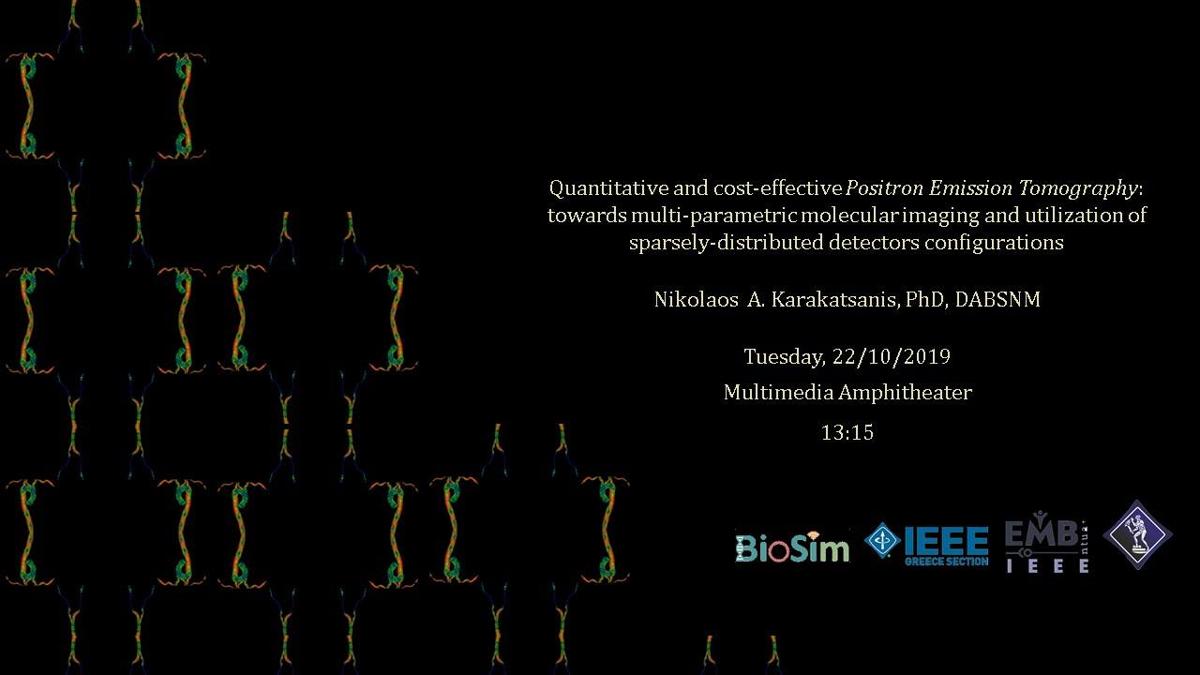 Quantitative and cost-effective Positron Emission Tomography:
towards multi-parametric molecular imaging and utilization of
sparsely-distributed detectors configurations
Nikolaos A. Karakatsanis, PhD, DABSNM
Tuesday, 22/10/2019
Multimedia Amphitheater
13:15
BioSim
IEEE
GREECE SECTION
EMB
ntua
IEEE